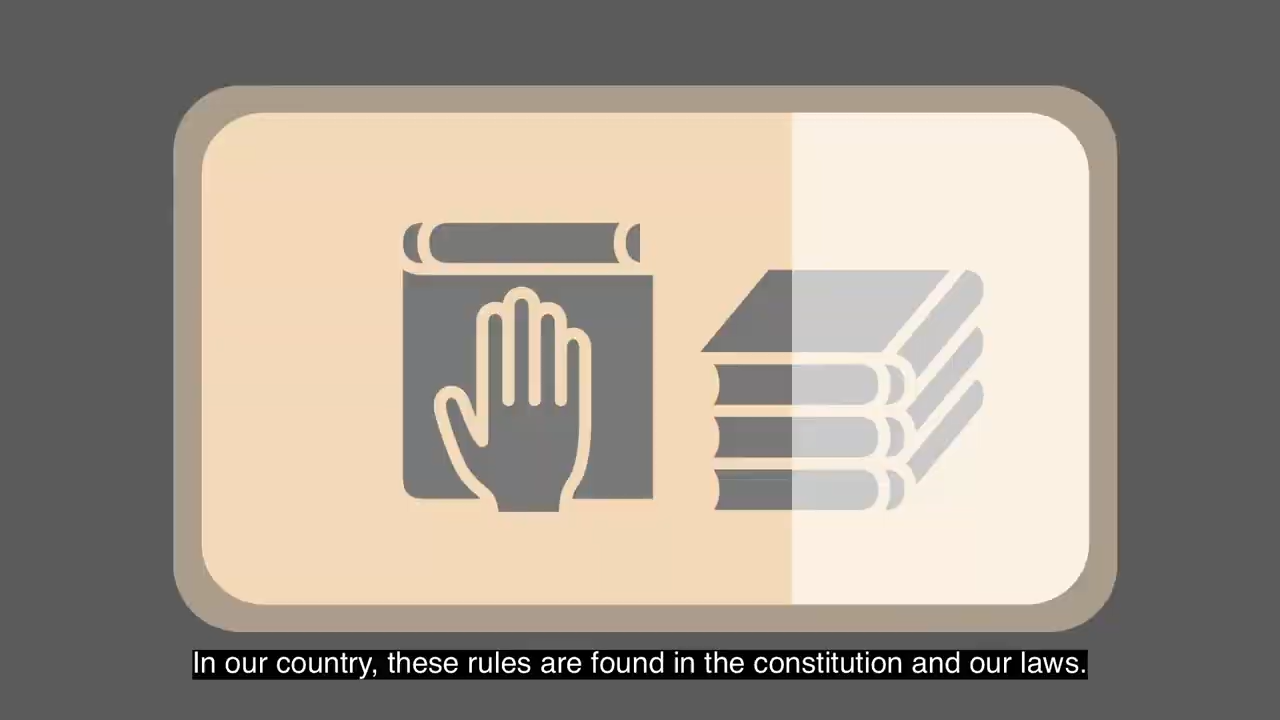 In our country, these rules are found in the constitution and our laws.